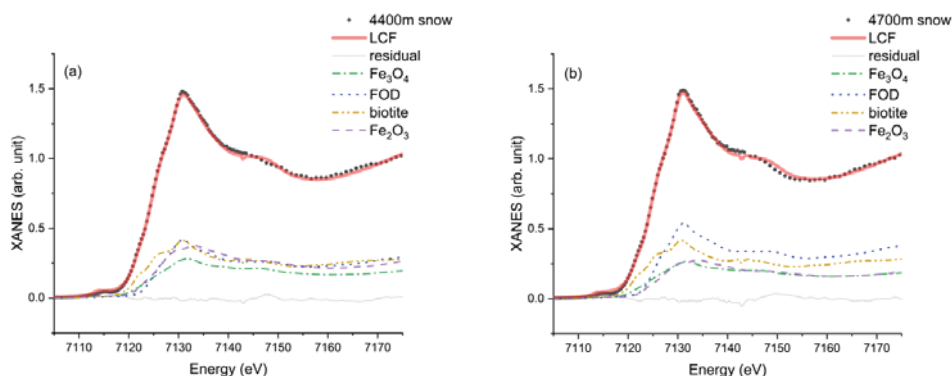 4400m snow
LCF
residual
Fe₃O₄
FOD
biotite
Fe₂O₃
(a)
1.5
1.0
0.5
0.0
XANES (arb. unit)
7110 7120 7130 7140 7150 7160 7170
Energy (eV)
4700m snow
LCF
residual
Fe₃O₄
FOD
biotite
Fe₂O₃
(b)
1.5
1.0
0.5
0.0
XANES (arb. unit)
7110 7120 7130 7140 7150 7160 7170
Energy (eV)